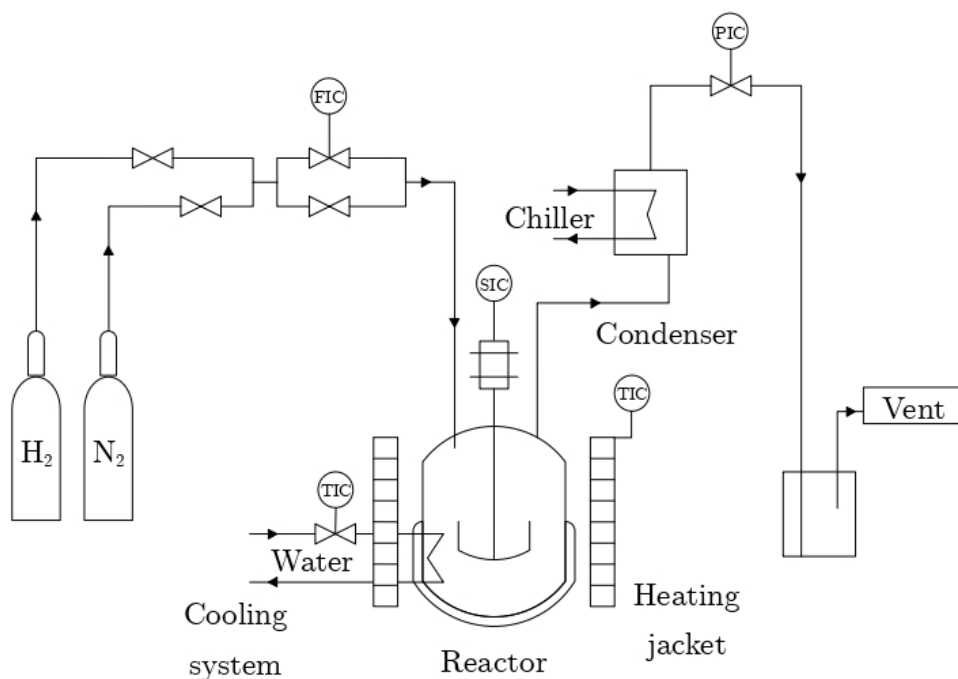 PIC
FIC
Chiller
SIC
Condenser
TIC
Vent
H₂
N₂
TIC
Water
Cooling
system
Heating
jacket
Reactor